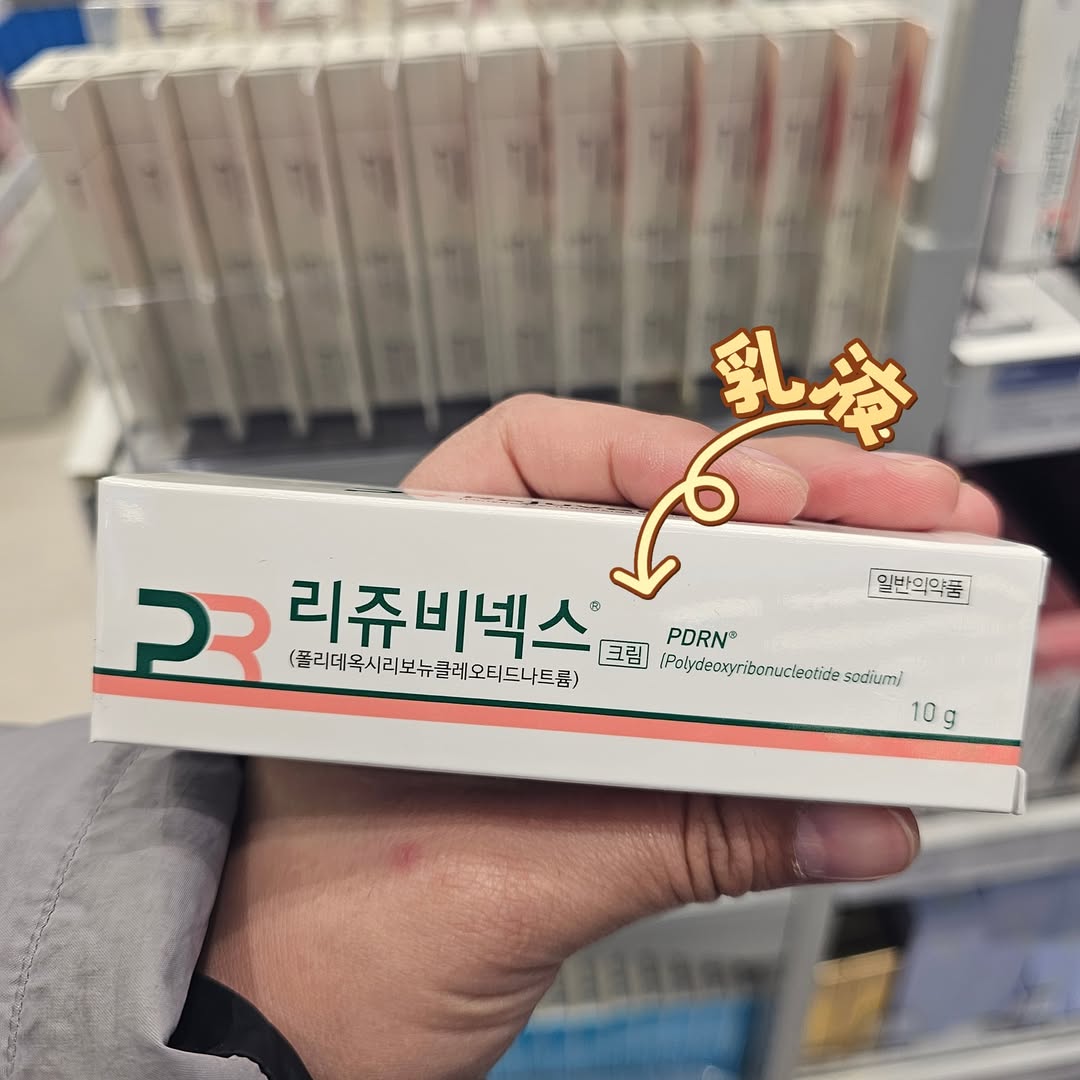 乳液
일반의약품
PR
리쥬비넥스®
크림
PDRN®
(폴리데옥시리보뉴클레오티드나트륨)
(Polydeoxyribonucleotide sodium)
10 g